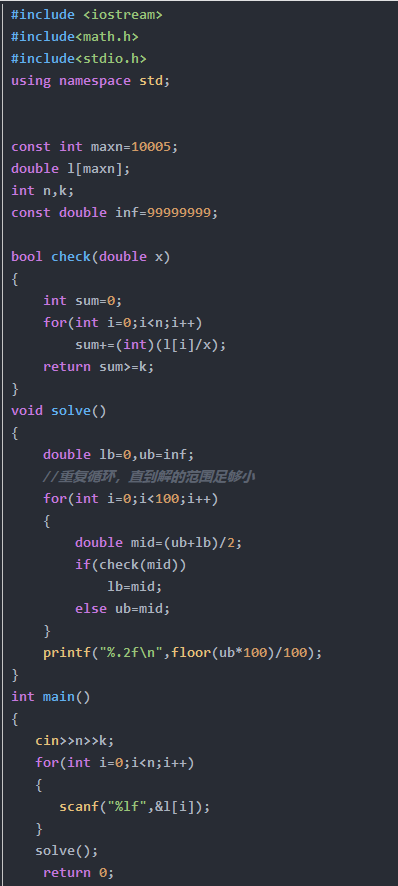 #include <iostream>
#include<math.h>
#include<stdio.h>
using namespace std;
const int maxn=10005;
double l[maxn];
int n,k;
const double inf=99999999;
bool check(double x)
{
    int sum=0;
    for(int i=0;i<n;i++)
        sum+=(int)(l[i]/x);
    return sum>=k;
}
void solve()
{
    double lb=0,ub=inf;
    //重复循环，直到解的范围足够小
    for(int i=0;i<100;i++)
    {
        double mid=(ub+lb)/2;
        if(check(mid))
            lb=mid;
        else ub=mid;
    }
    printf("%.2f\n",floor(ub*100)/100);
}
int main()
{
   cin>>n>>k;
   for(int i=0;i<n;i++)
   {
      scanf("%lf",&l[i]);
   }
   solve();
    return 0;